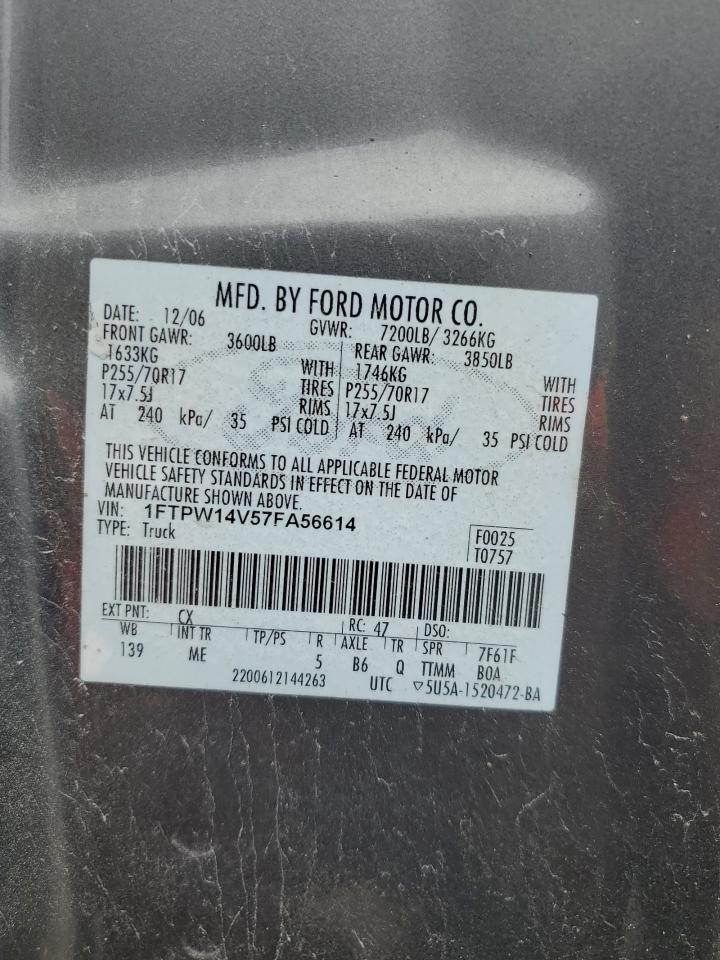 MFD. BY FORD MOTOR CO.
DATE: 12/06 GVWR: 7200LB/ 3266KG
FRONT GAWR: 3600LB REAR GAWR: 3850LB
1633KG WITH 1746KG WITH
P255/70R17 TIRES P255/70R17 TIRES
17x7.5J RIMS 17x7.5J RIMS
AT 240 kPa/ 35 PSI COLD AT 240 kPa/ 35 PSI COLD
THIS VEHICLE CONFORMS TO ALL APPLICABLE FEDERAL MOTOR
VEHICLE SAFETY STANDARDS IN EFFECT ON THE DATE OF
MANUFACTURE SHOWN ABOVE.
VIN: 1FTPW14V57FA56614
TYPE: Truck
F0025
T0757
EXT PNT: CX RC: 47 DSO:
WB INT TR TP/PS R AXLE TR SPR 7F61F
139 ME 5 B6 Q TTMM BOA
2200612144263 UTC ▽5U5A-1520472-BA
Ford